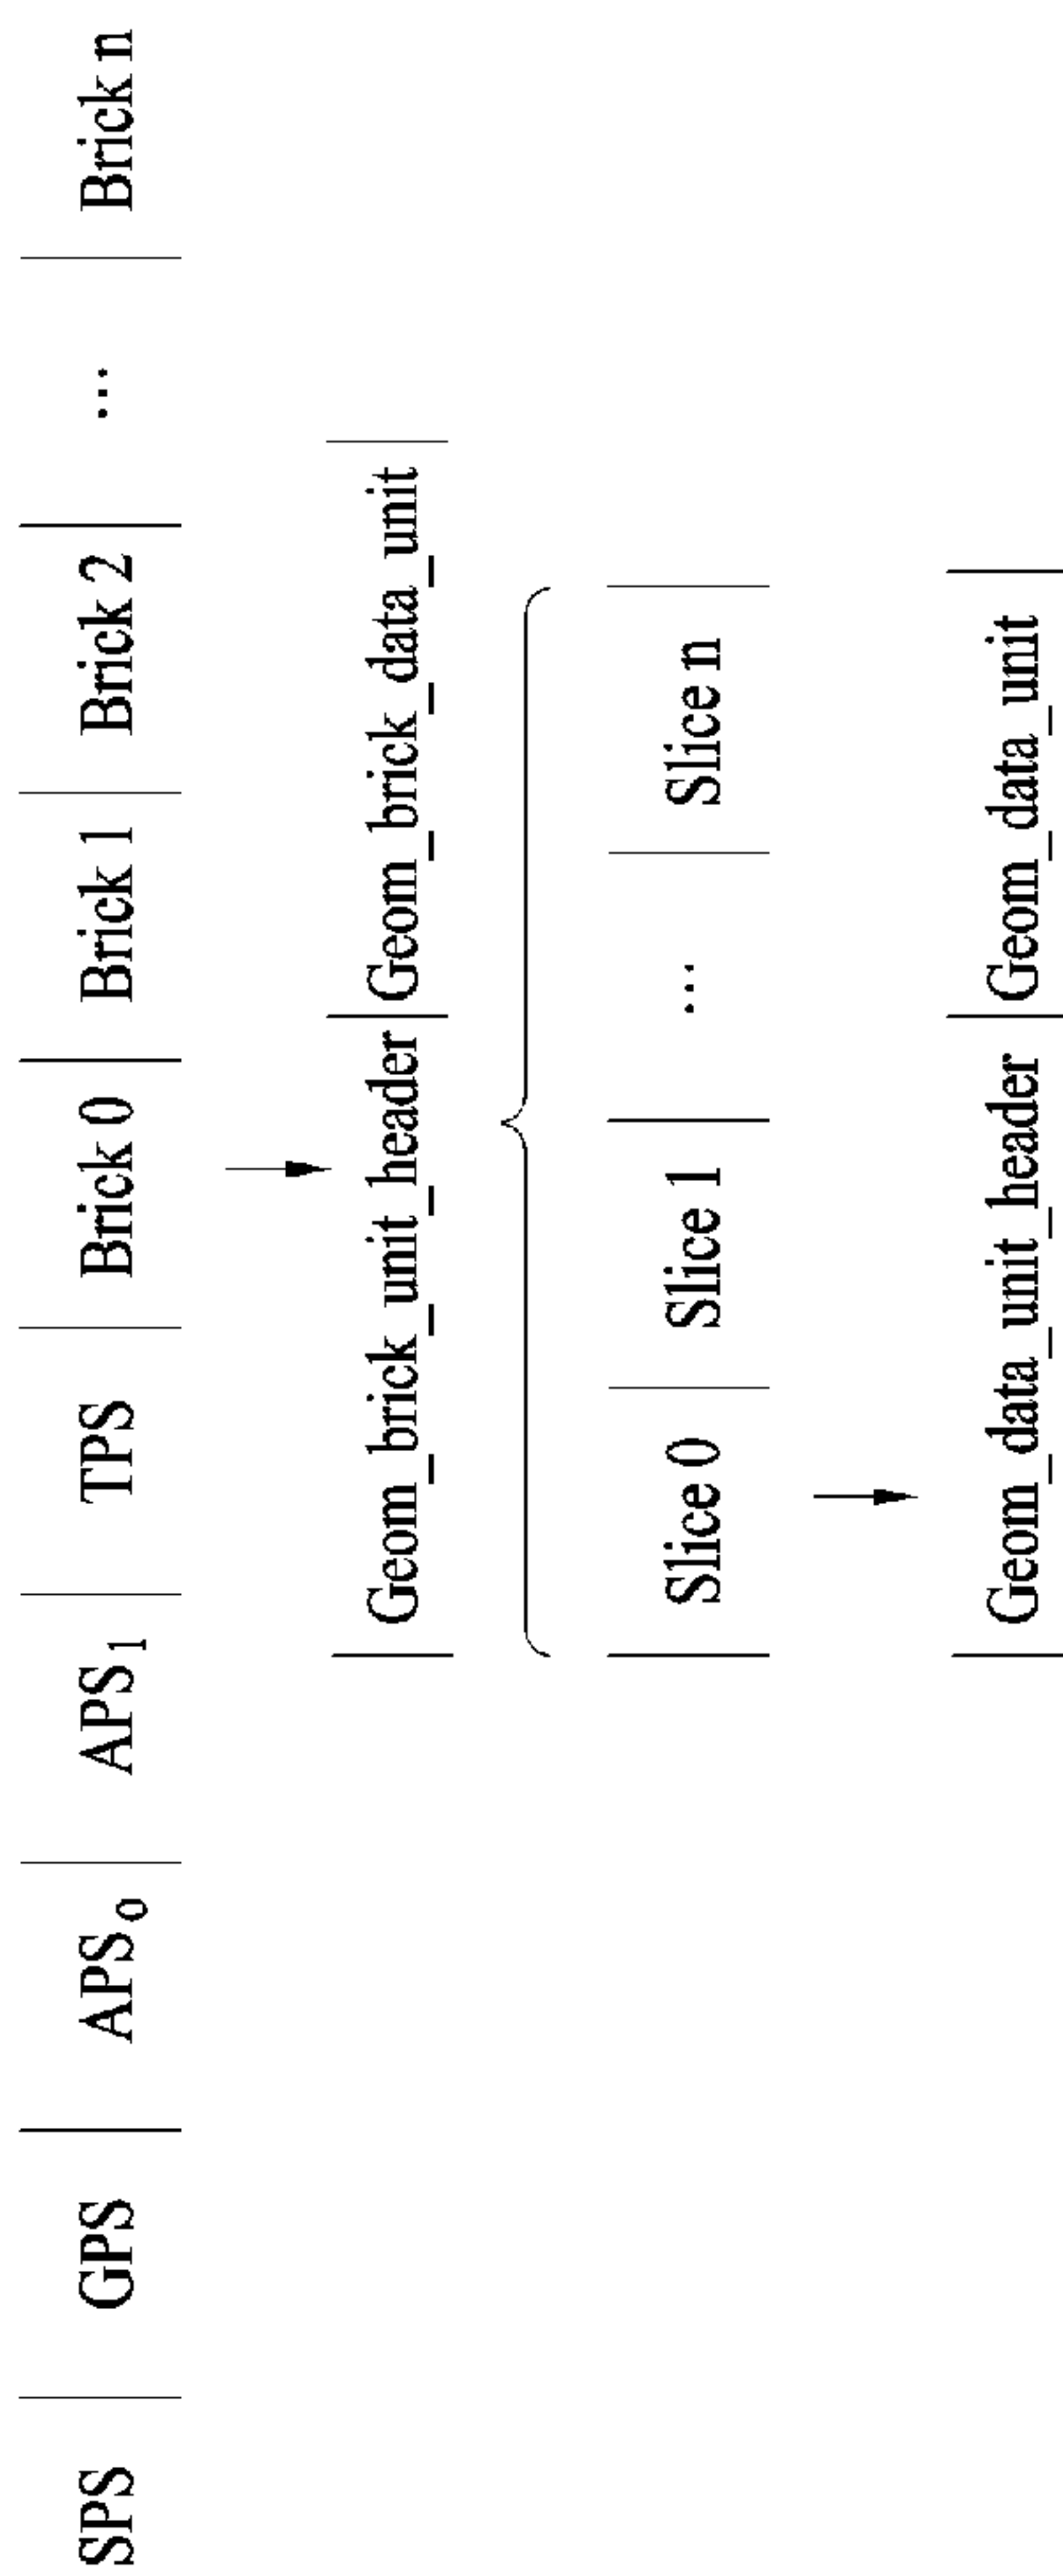 SPS GPS APS0 APS1 TPS Brick 0 Brick 1 Brick 2 ... Brick n
Geom_brick_unit_header Geom_brick_data_unit
Slice 0 Slice 1 ... Slice n
Geom_data_unit_header Geom_data_unit